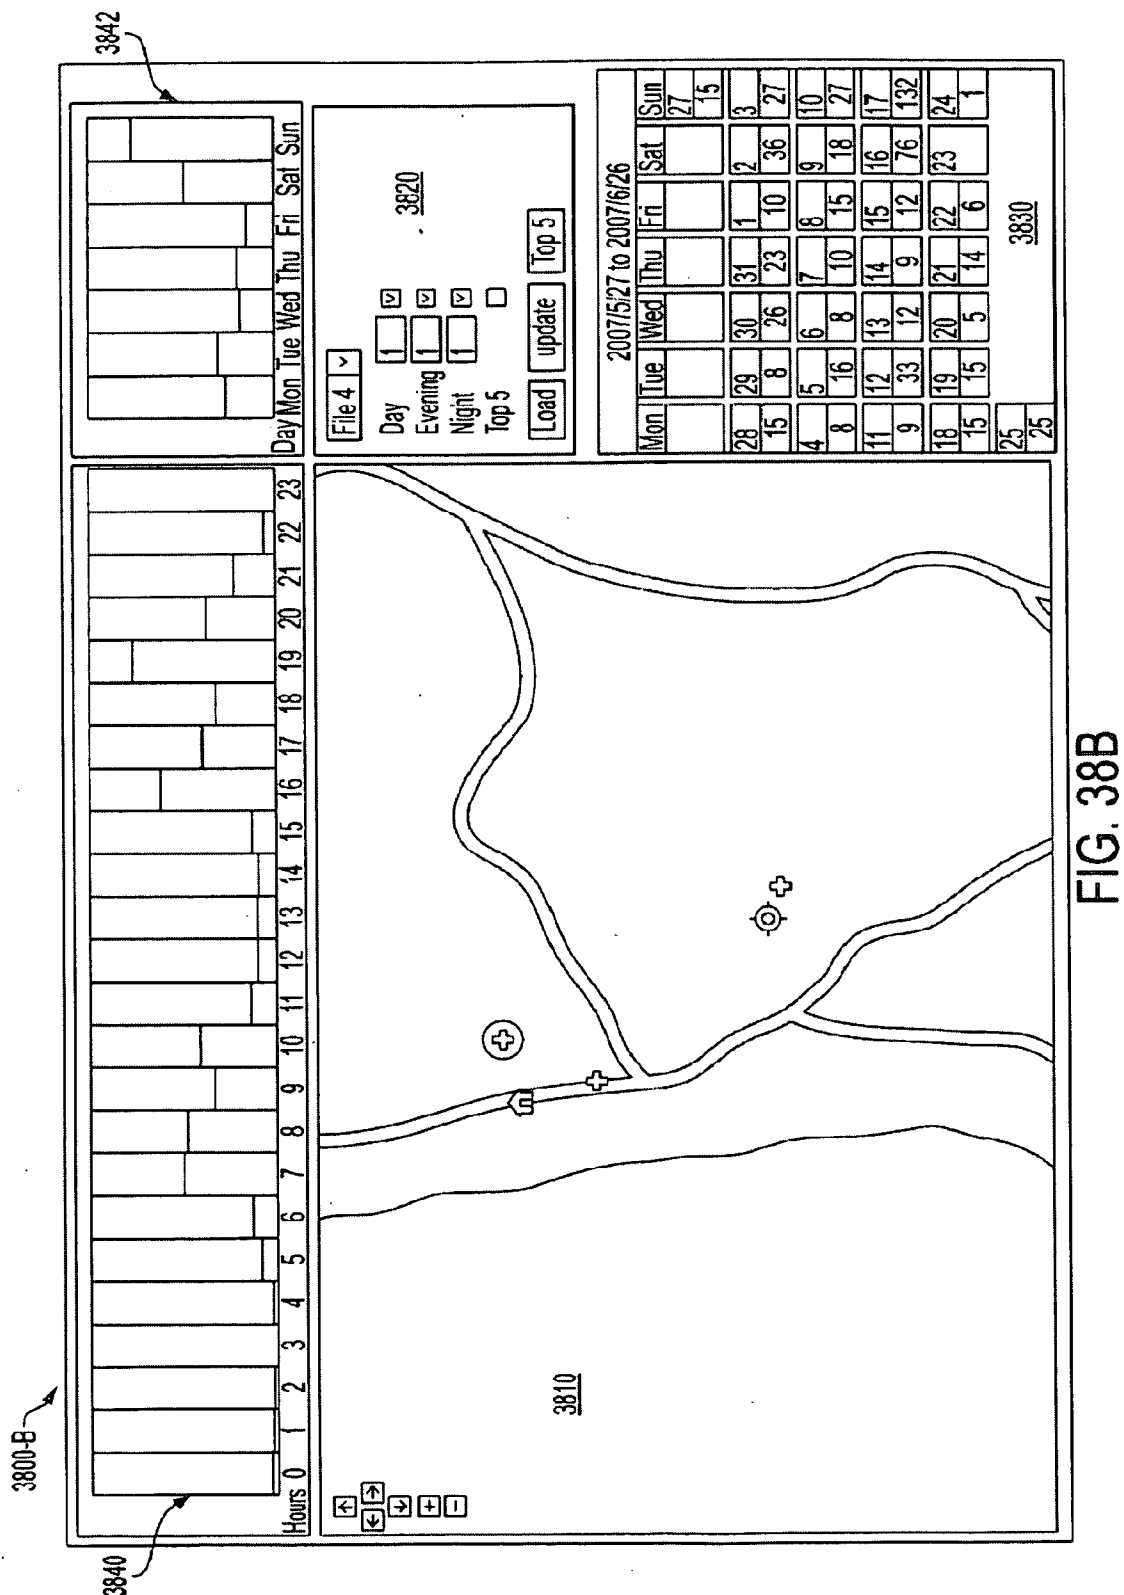 3800-B
3840
3842
Hours 0 1 2 3 4 5 6 7 8 9 10 11 12 13 14 15 16 17 18 19 20 21 22 23
Day Mon Tue Wed Thu Fri Sat Sun
3810
File 4
Day 1
Evening 1
Night 1
Top 5
Load update Top 5
3820
2007/5/27 to 2007/6/26
Mon Tue Wed Thu Fri Sat Sun
27
15
28 29 30 31 1 2 3
15 8 26 23 10 36 27
4 5 6 7 8 9 10
8 16 8 10 15 18 27
11 12 13 14 15 16 17
9 33 12 9 12 76 132
18 19 20 21 22 23 24
15 15 5 14 6 1
25
25
3830
FIG. 38B